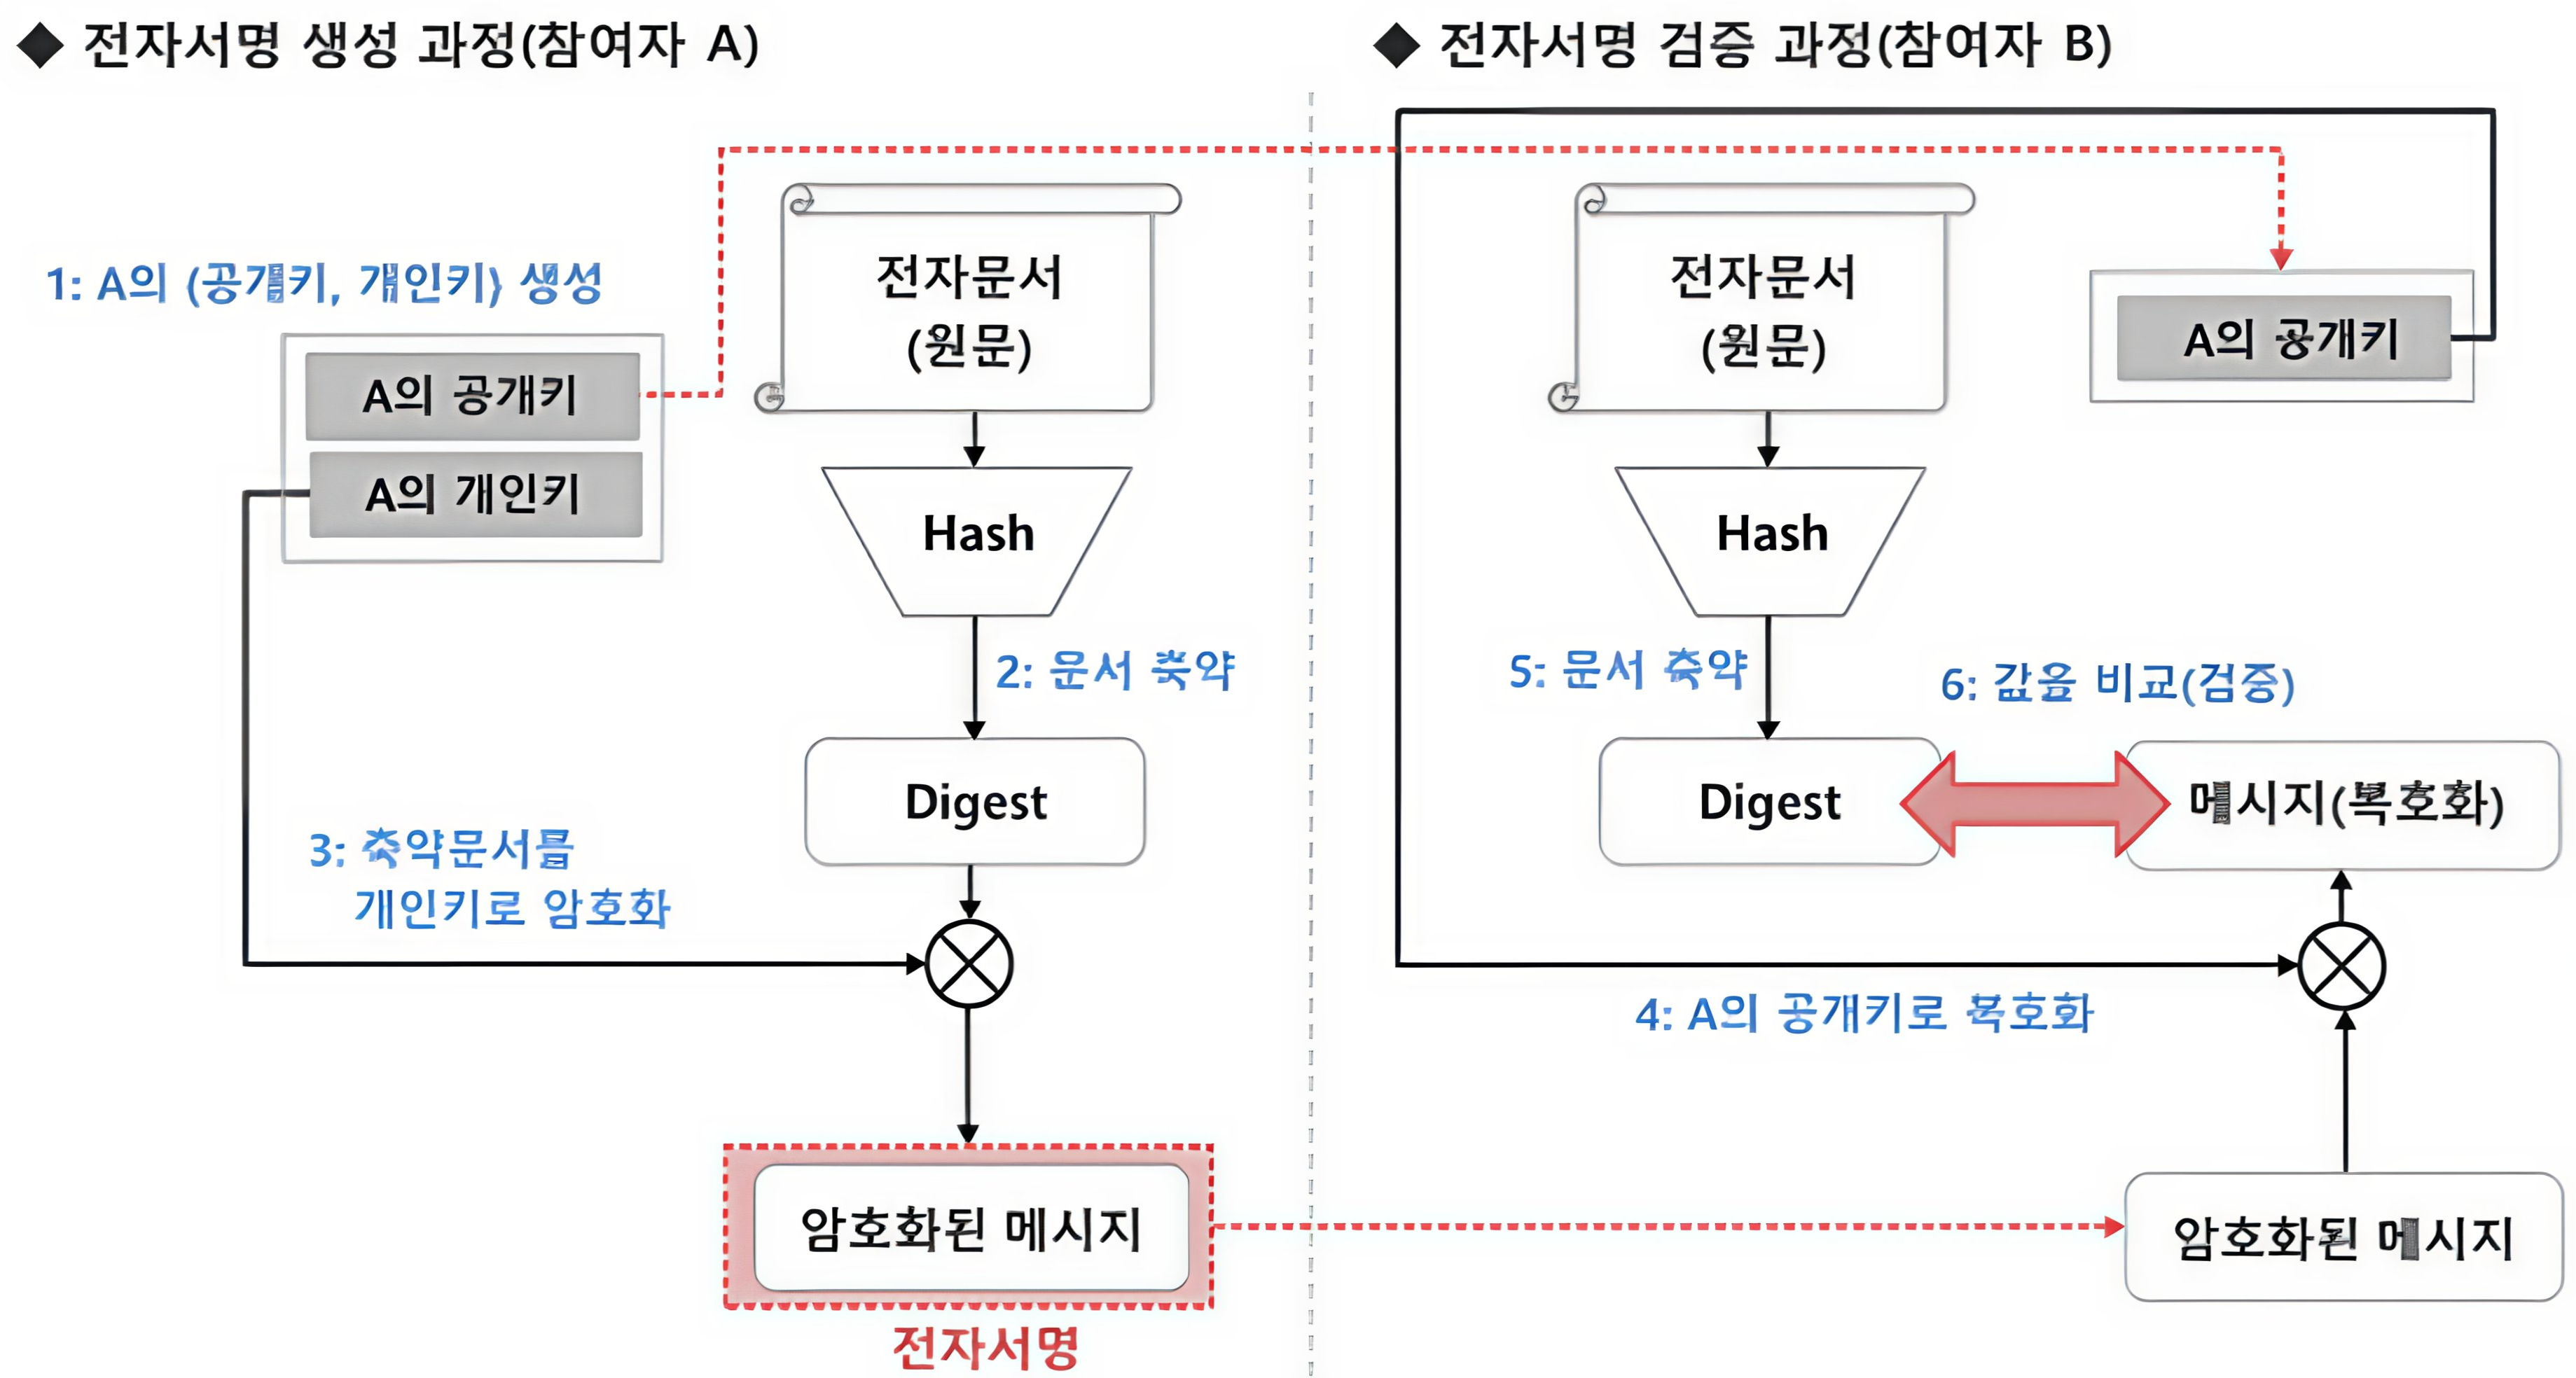 ◆ 전자서명 생성 과정(참여자 A)
1: A의 (공개키, 개인키) 생성
A의 공개키
A의 개인키
전자문서
(원문)
Hash
2: 문서 축약
Digest
3: 축약문서를
개인키로 암호화
암호화된 메시지
전자서명
◆ 전자서명 검증 과정(참여자 B)
전자문서
(원문)
A의 공개키
Hash
5: 문서 축약
6: 값을 비교(검증)
Digest
메시지(복호화)
4: A의 공개키로 복호화
암호화된 메시지